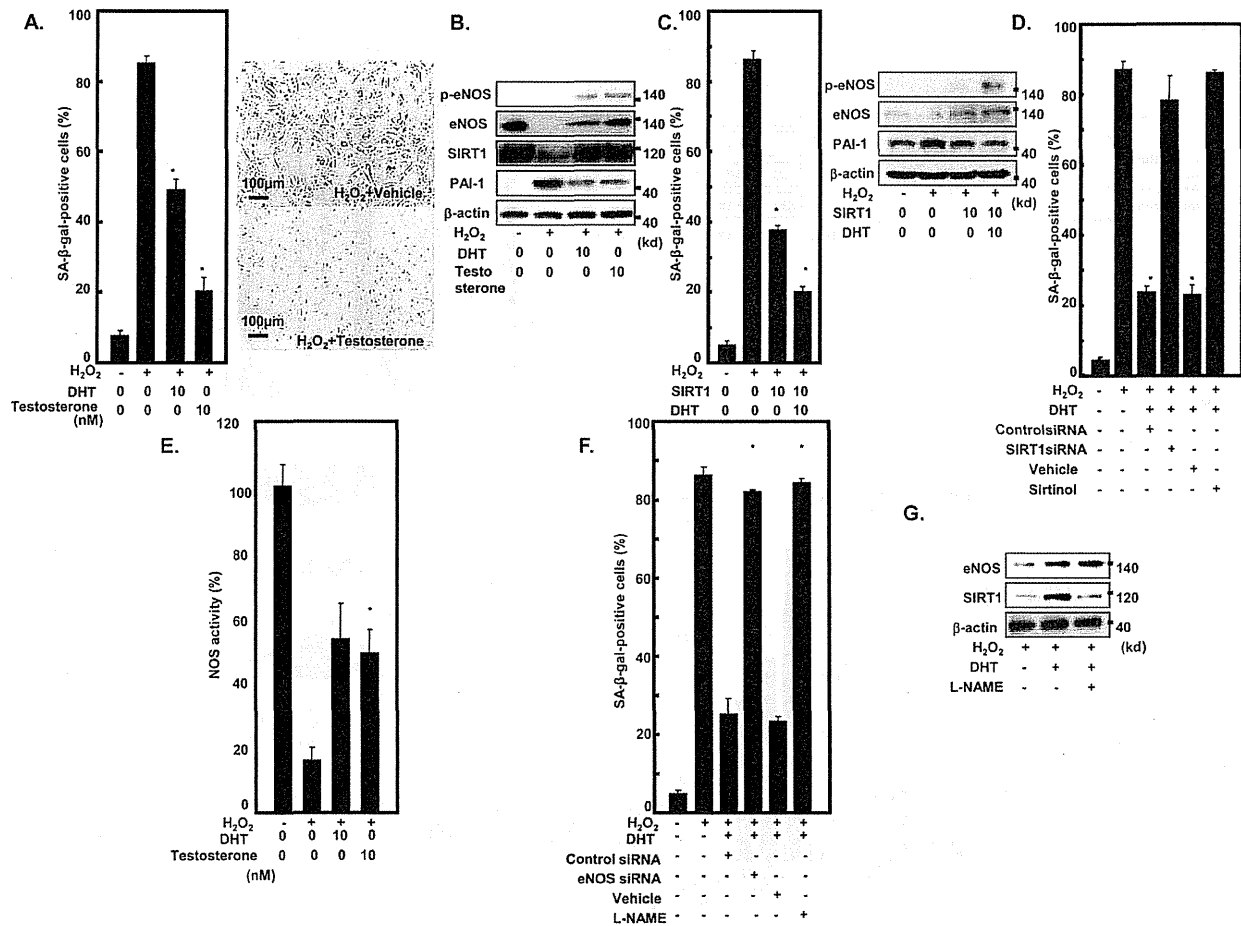 A.
100
80
60
40
20
0
SA-β-gal-positive cells (%)
H₂O₂ - + + +
DHT 0 0 10 0
Testosterone 0 0 0 10
(nM)
100μm
H₂O₂+Vehicle
100μm
H₂O₂+Testosterone
B.
p-eNOS 140
eNOS 140
SIRT1 120
PAI-1 40
β-actin 40
H₂O₂ - + + + (kd)
DHT 0 0 10 0
Testo 0 0 0 10
sterone
C.
100
80
60
40
20
0
SA-β-gal-positive cells (%)
H₂O₂ - + + +
SIRT1 0 0 10 10
DHT 0 0 0 10
p-eNOS 140
eNOS 140
PAI-1 40
β-actin 40
H₂O₂ - + + + (kd)
SIRT1 0 0 10 10
DHT 0 0 0 10
D.
100
80
60
40
20
0
SA-β-gal-positive cells (%)
H₂O₂ - + + + + +
DHT - - + + + +
ControlsiRNA - - + - - -
SIRT1siRNA - - - + - -
Vehicle - - - - + -
Sirtinol - - - - - +
E.
120
100
80
60
40
20
0
NOS activity (%)
H₂O₂ - + + +
DHT 0 0 10 0
Testosterone 0 0 0 10
(nM)
F.
100
80
60
40
20
0
SA-β-gal-positive cells (%)
H₂O₂ - + + + + +
DHT - - + + + +
Control siRNA - - + - - -
eNOS siRNA - - - + - -
Vehicle - - - - + -
L-NAME - - - - - +
G.
eNOS 140
SIRT1 120
β-actin 40
H₂O₂ + + + (kd)
DHT - + +
L-NAME - - +